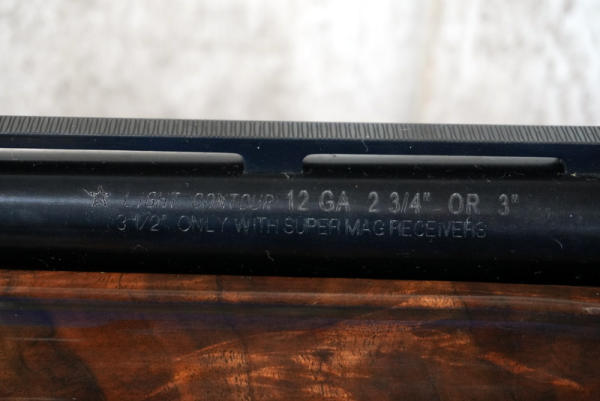 LIGHT CONTOUR 12 GA 2 3/4" OR 3"
3-1/2" ONLY WITH SUPER MAG RECEIVERS